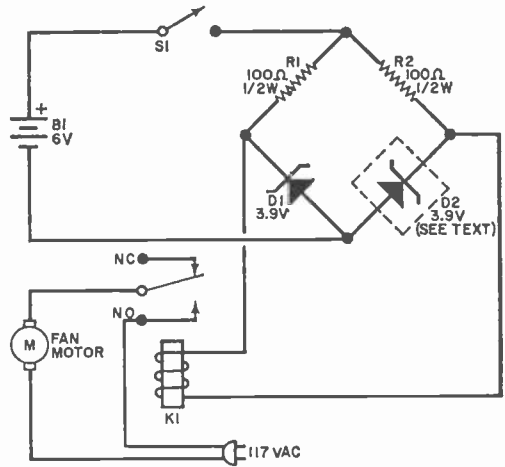 S1
R1
100Ω
1/2W
R2
100Ω
1/2W
+
B1
6V
D1
3.9V
D2
3.9V
(SEE TEXT)
NC
NO
M
FAN
MOTOR
K1
117 VAC